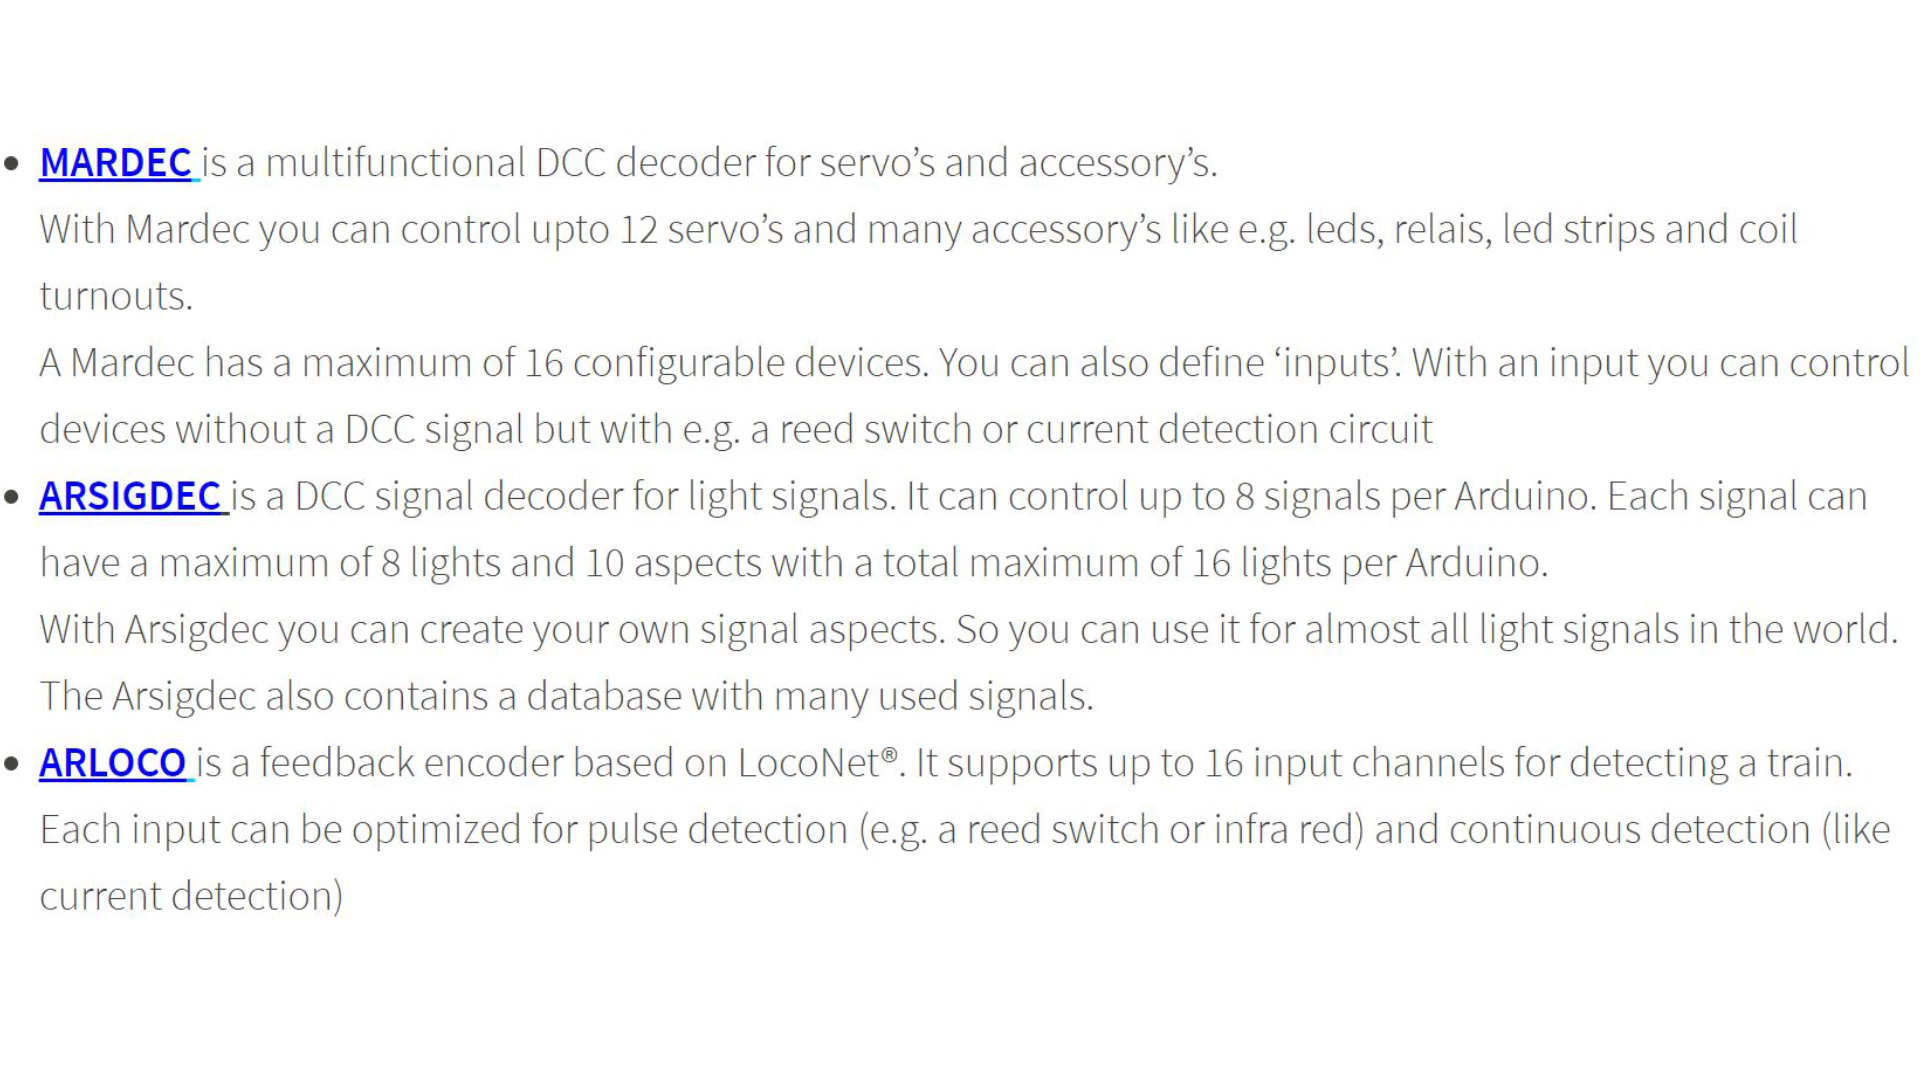 • MARDEC is a multifunctional DCC decoder for servo’s and accessory’s.
With Mardec you can control upto 12 servo’s and many accessory’s like e.g. leds, relais, led strips and coil
turnouts.
A Mardec has a maximum of 16 configurable devices. You can also define ‘inputs’. With an input you can control
devices without a DCC signal but with e.g. a reed switch or current detection circuit
• ARSIGDEC is a DCC signal decoder for light signals. It can control up to 8 signals per Arduino. Each signal can
have a maximum of 8 lights and 10 aspects with a total maximum of 16 lights per Arduino.
With Arsigdec you can create your own signal aspects. So you can use it for almost all light signals in the world.
The Arsigdec also contains a database with many used signals.
• ARLOCO is a feedback encoder based on LocoNet®. It supports up to 16 input channels for detecting a train.
Each input can be optimized for pulse detection (e.g. a reed switch or infra red) and continuous detection (like
current detection)